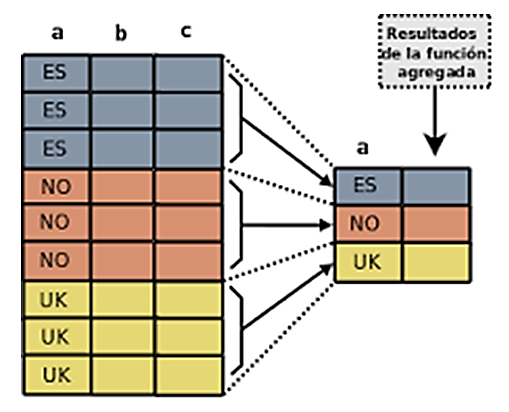 a b c
Resultados
de la función
agregada
ES
ES
ES
NO
NO
NO
UK
UK
UK
a
ES
NO
UK